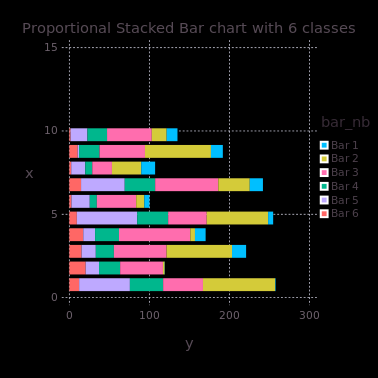 Proportional Stacked Bar chart with 6 classes
15
10
5
0
x
0 100 200 300
y
bar_nb
Bar 1
Bar 2
Bar 3
Bar 4
Bar 5
Bar 6